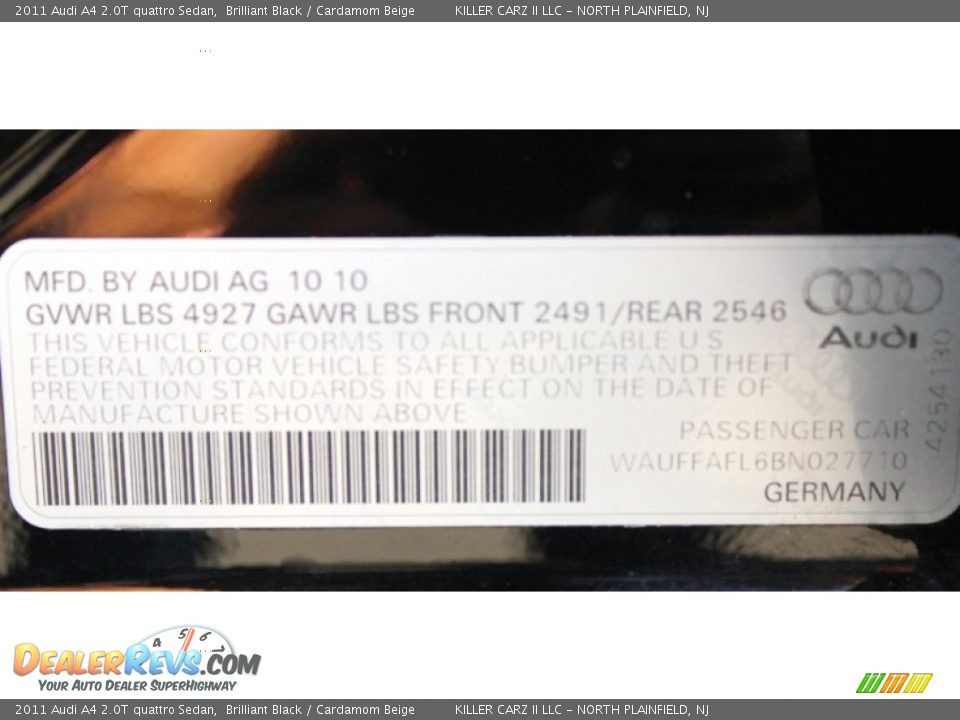 2011 Audi A4 2.0T quattro Sedan, Brilliant Black / Cardamom Beige KILLER CARZ II LLC – NORTH PLAINFIELD, NJ
MFD. BY AUDI AG 10 10
GVWR LBS 4927 GAWR LBS FRONT 2491/REAR 2546
THIS VEHICLE CONFORMS TO ALL APPLICABLE U S
FEDERAL MOTOR VEHICLE SAFETY BUMPER AND THEFT
PREVENTION STANDARDS IN EFFECT ON THE DATE OF
MANUFACTURE SHOWN ABOVE
Audi
4254130
PASSENGER CAR
WAUFFAFL6BN027710
GERMANY
4 5 6 7
DEALERREVS.COM
YOUR AUTO DEALER SUPERHIGHWAY
2011 Audi A4 2.0T quattro Sedan, Brilliant Black / Cardamom Beige KILLER CARZ II LLC – NORTH PLAINFIELD, NJ